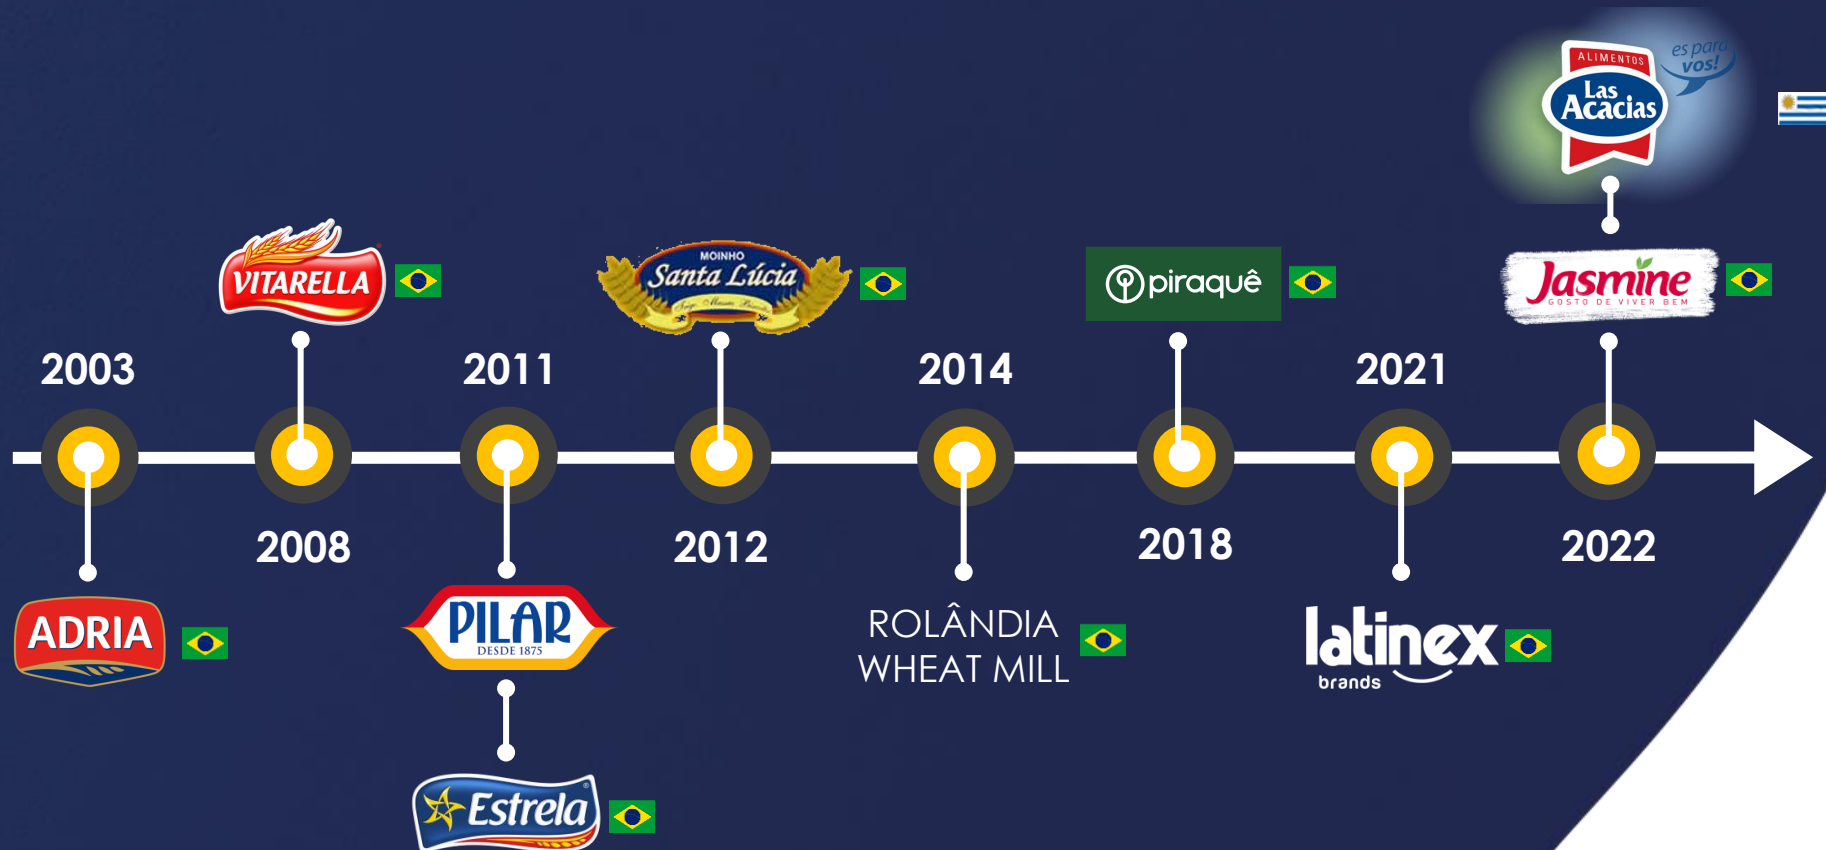 ALIMENTOS
Las
Acacias
es para
vos!
VITARELLA
MOINHO
Santa Lúcia
piraquê
Jasmine
GOSTO DE VIVER BEM
2003
2011
2014
2021
2008
2012
2018
2022
ADRIA
PILAR
DESDE 1875
ROLÂNDIA
WHEAT MILL
latinex
brands
Estrela